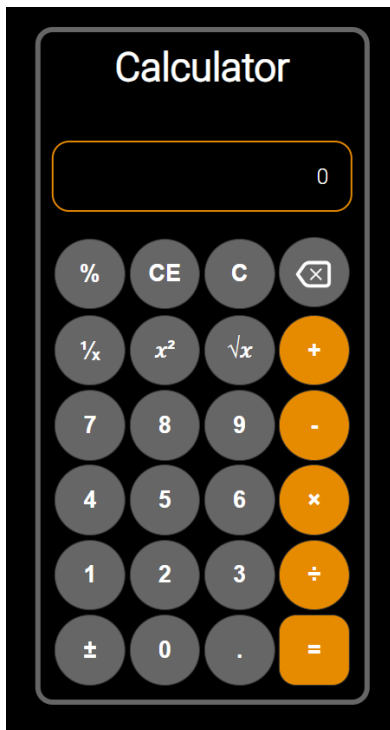 Calculator
0
% CE C
¹⁄ₓ x² √x +
7 8 9 -
4 5 6 ×
1 2 3 ÷
± 0 . =